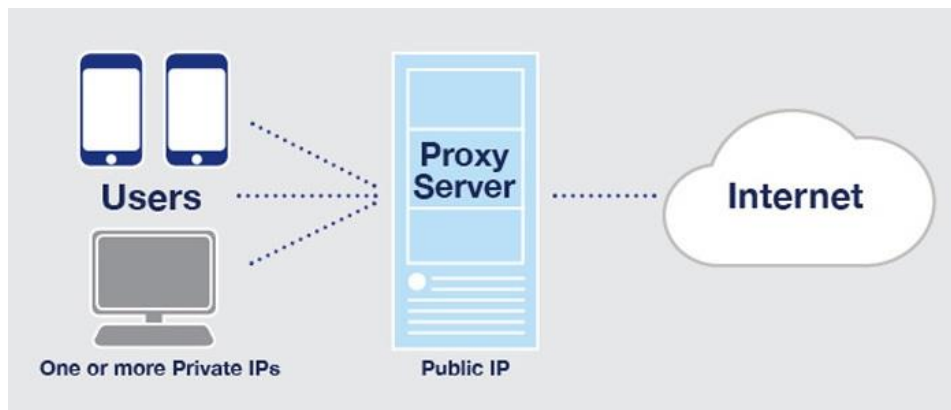 Users
One or more Private IPs
Proxy
Server
Public IP
Internet